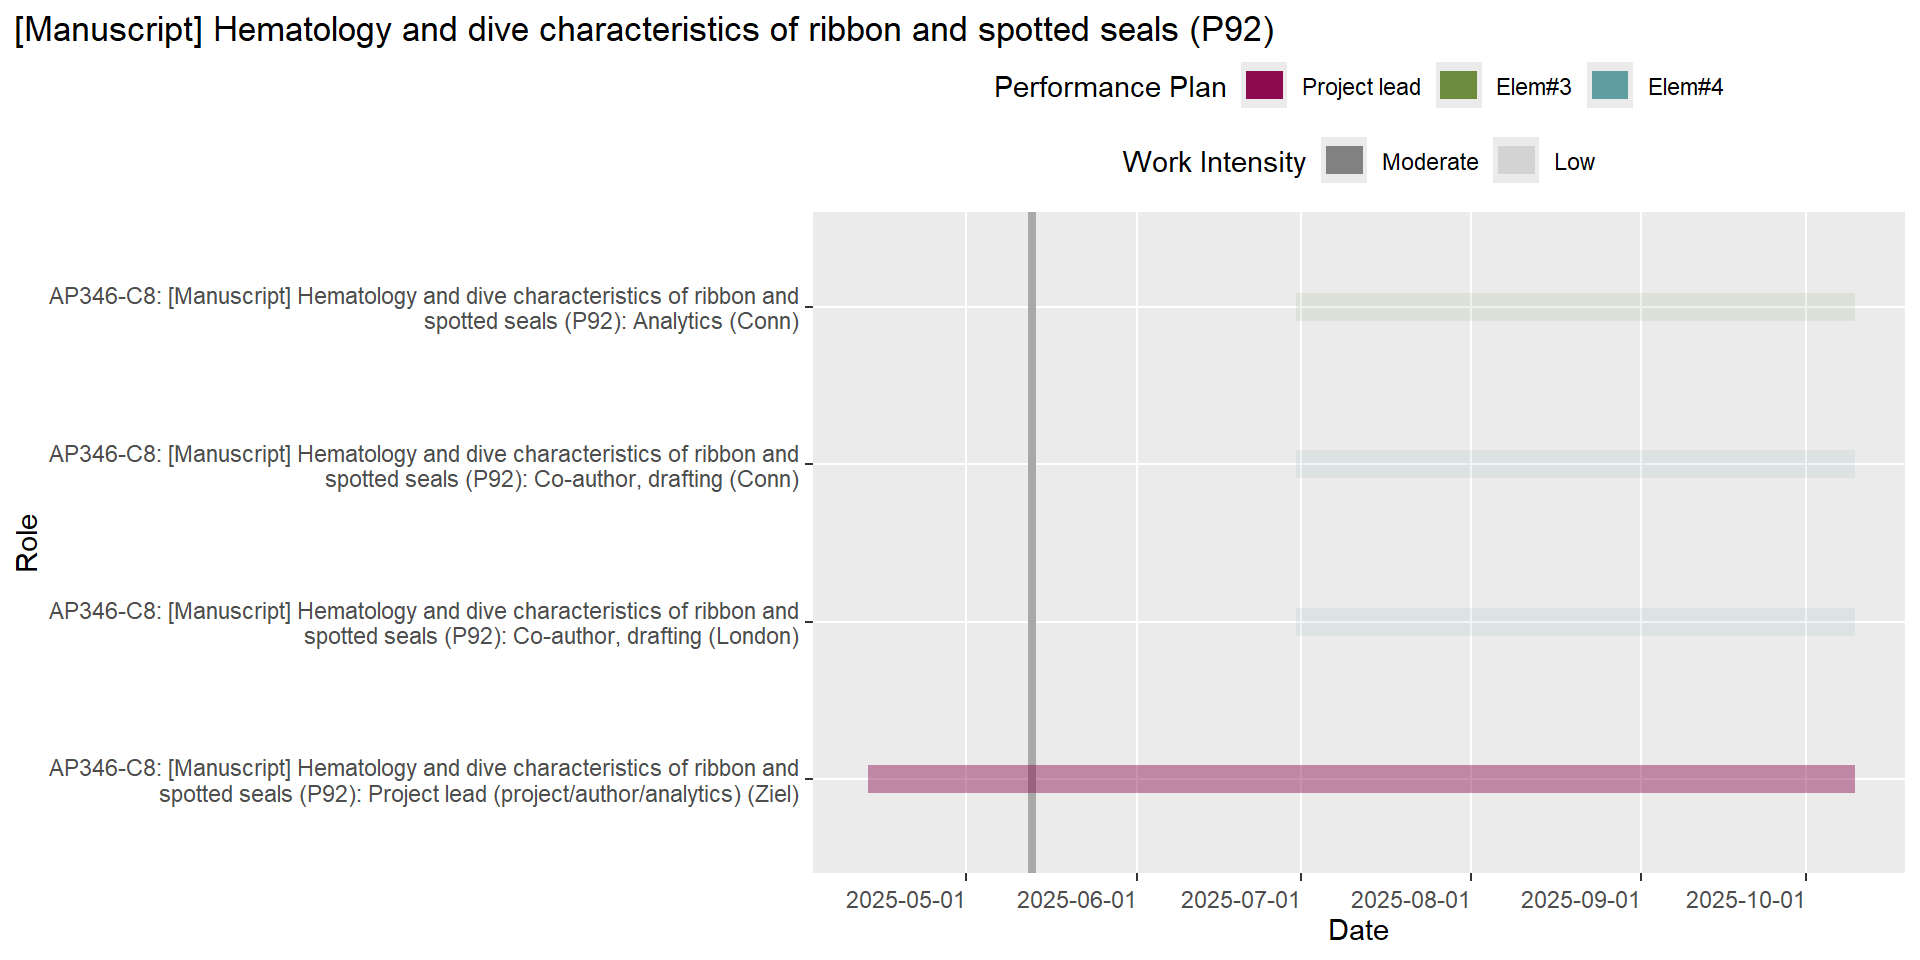 [Manuscript] Hematology and dive characteristics of ribbon and spotted seals (P92)
Performance Plan Project lead Elem#3 Elem#4
Work Intensity Moderate Low
AP346-C8: [Manuscript] Hematology and dive characteristics of ribbon and
spotted seals (P92): Analytics (Conn)
AP346-C8: [Manuscript] Hematology and dive characteristics of ribbon and
spotted seals (P92): Co-author, drafting (Conn)
AP346-C8: [Manuscript] Hematology and dive characteristics of ribbon and
spotted seals (P92): Co-author, drafting (London)
AP346-C8: [Manuscript] Hematology and dive characteristics of ribbon and
spotted seals (P92): Project lead (project/author/analytics) (Ziel)
Role
2025-05-01 2025-06-01 2025-07-01 2025-08-01 2025-09-01 2025-10-01
Date